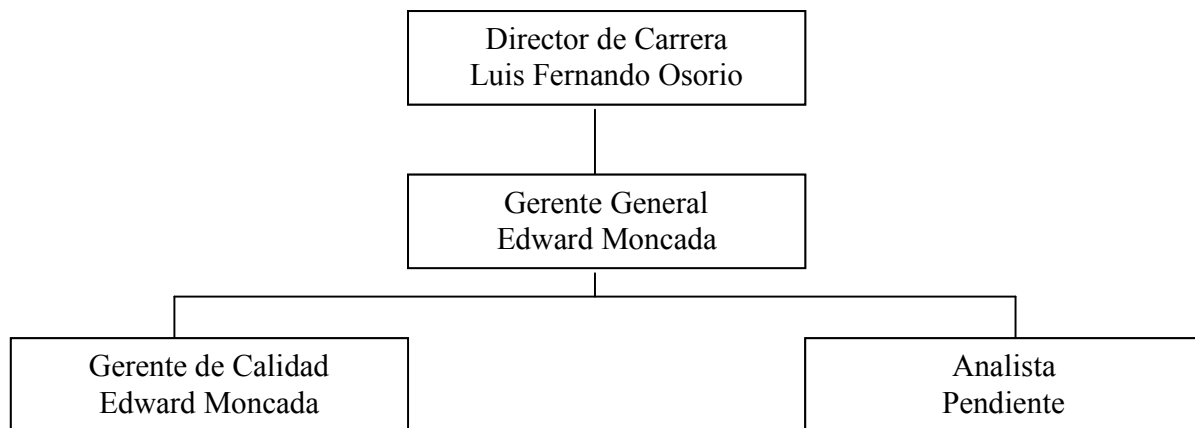 Director de Carrera
Luis Fernando Osorio
Gerente General
Edward Moncada
Gerente de Calidad
Edward Moncada
Analista
Pendiente